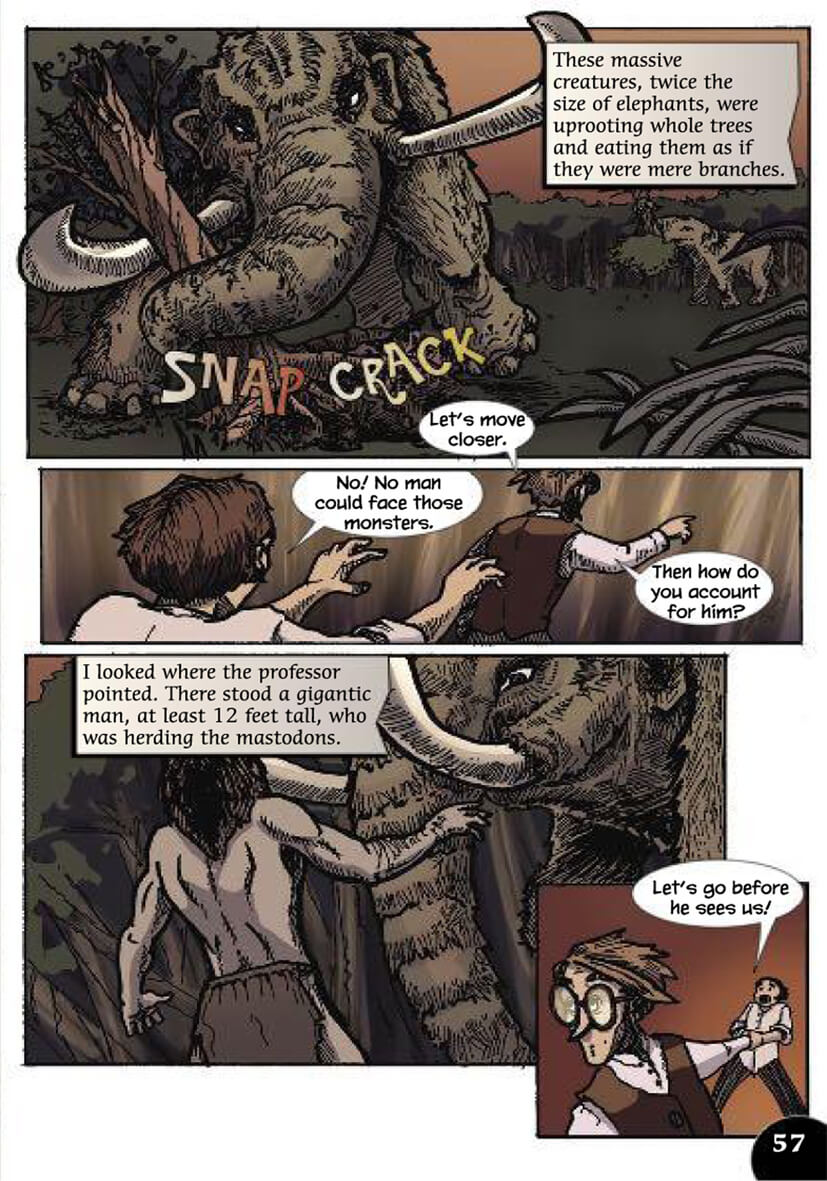 These massive
creatures, twice the
size of elephants, were
uprooting whole trees
and eating them as if
they were mere branches.
SNAP CRACK
Let's move
closer.
No! No man
could face those
monsters.
Then how do
you account
for him?
I looked where the professor
pointed. There stood a gigantic
man, at least 12 feet tall, who
was herding the mastodons.
Let's go before
he sees us!
57